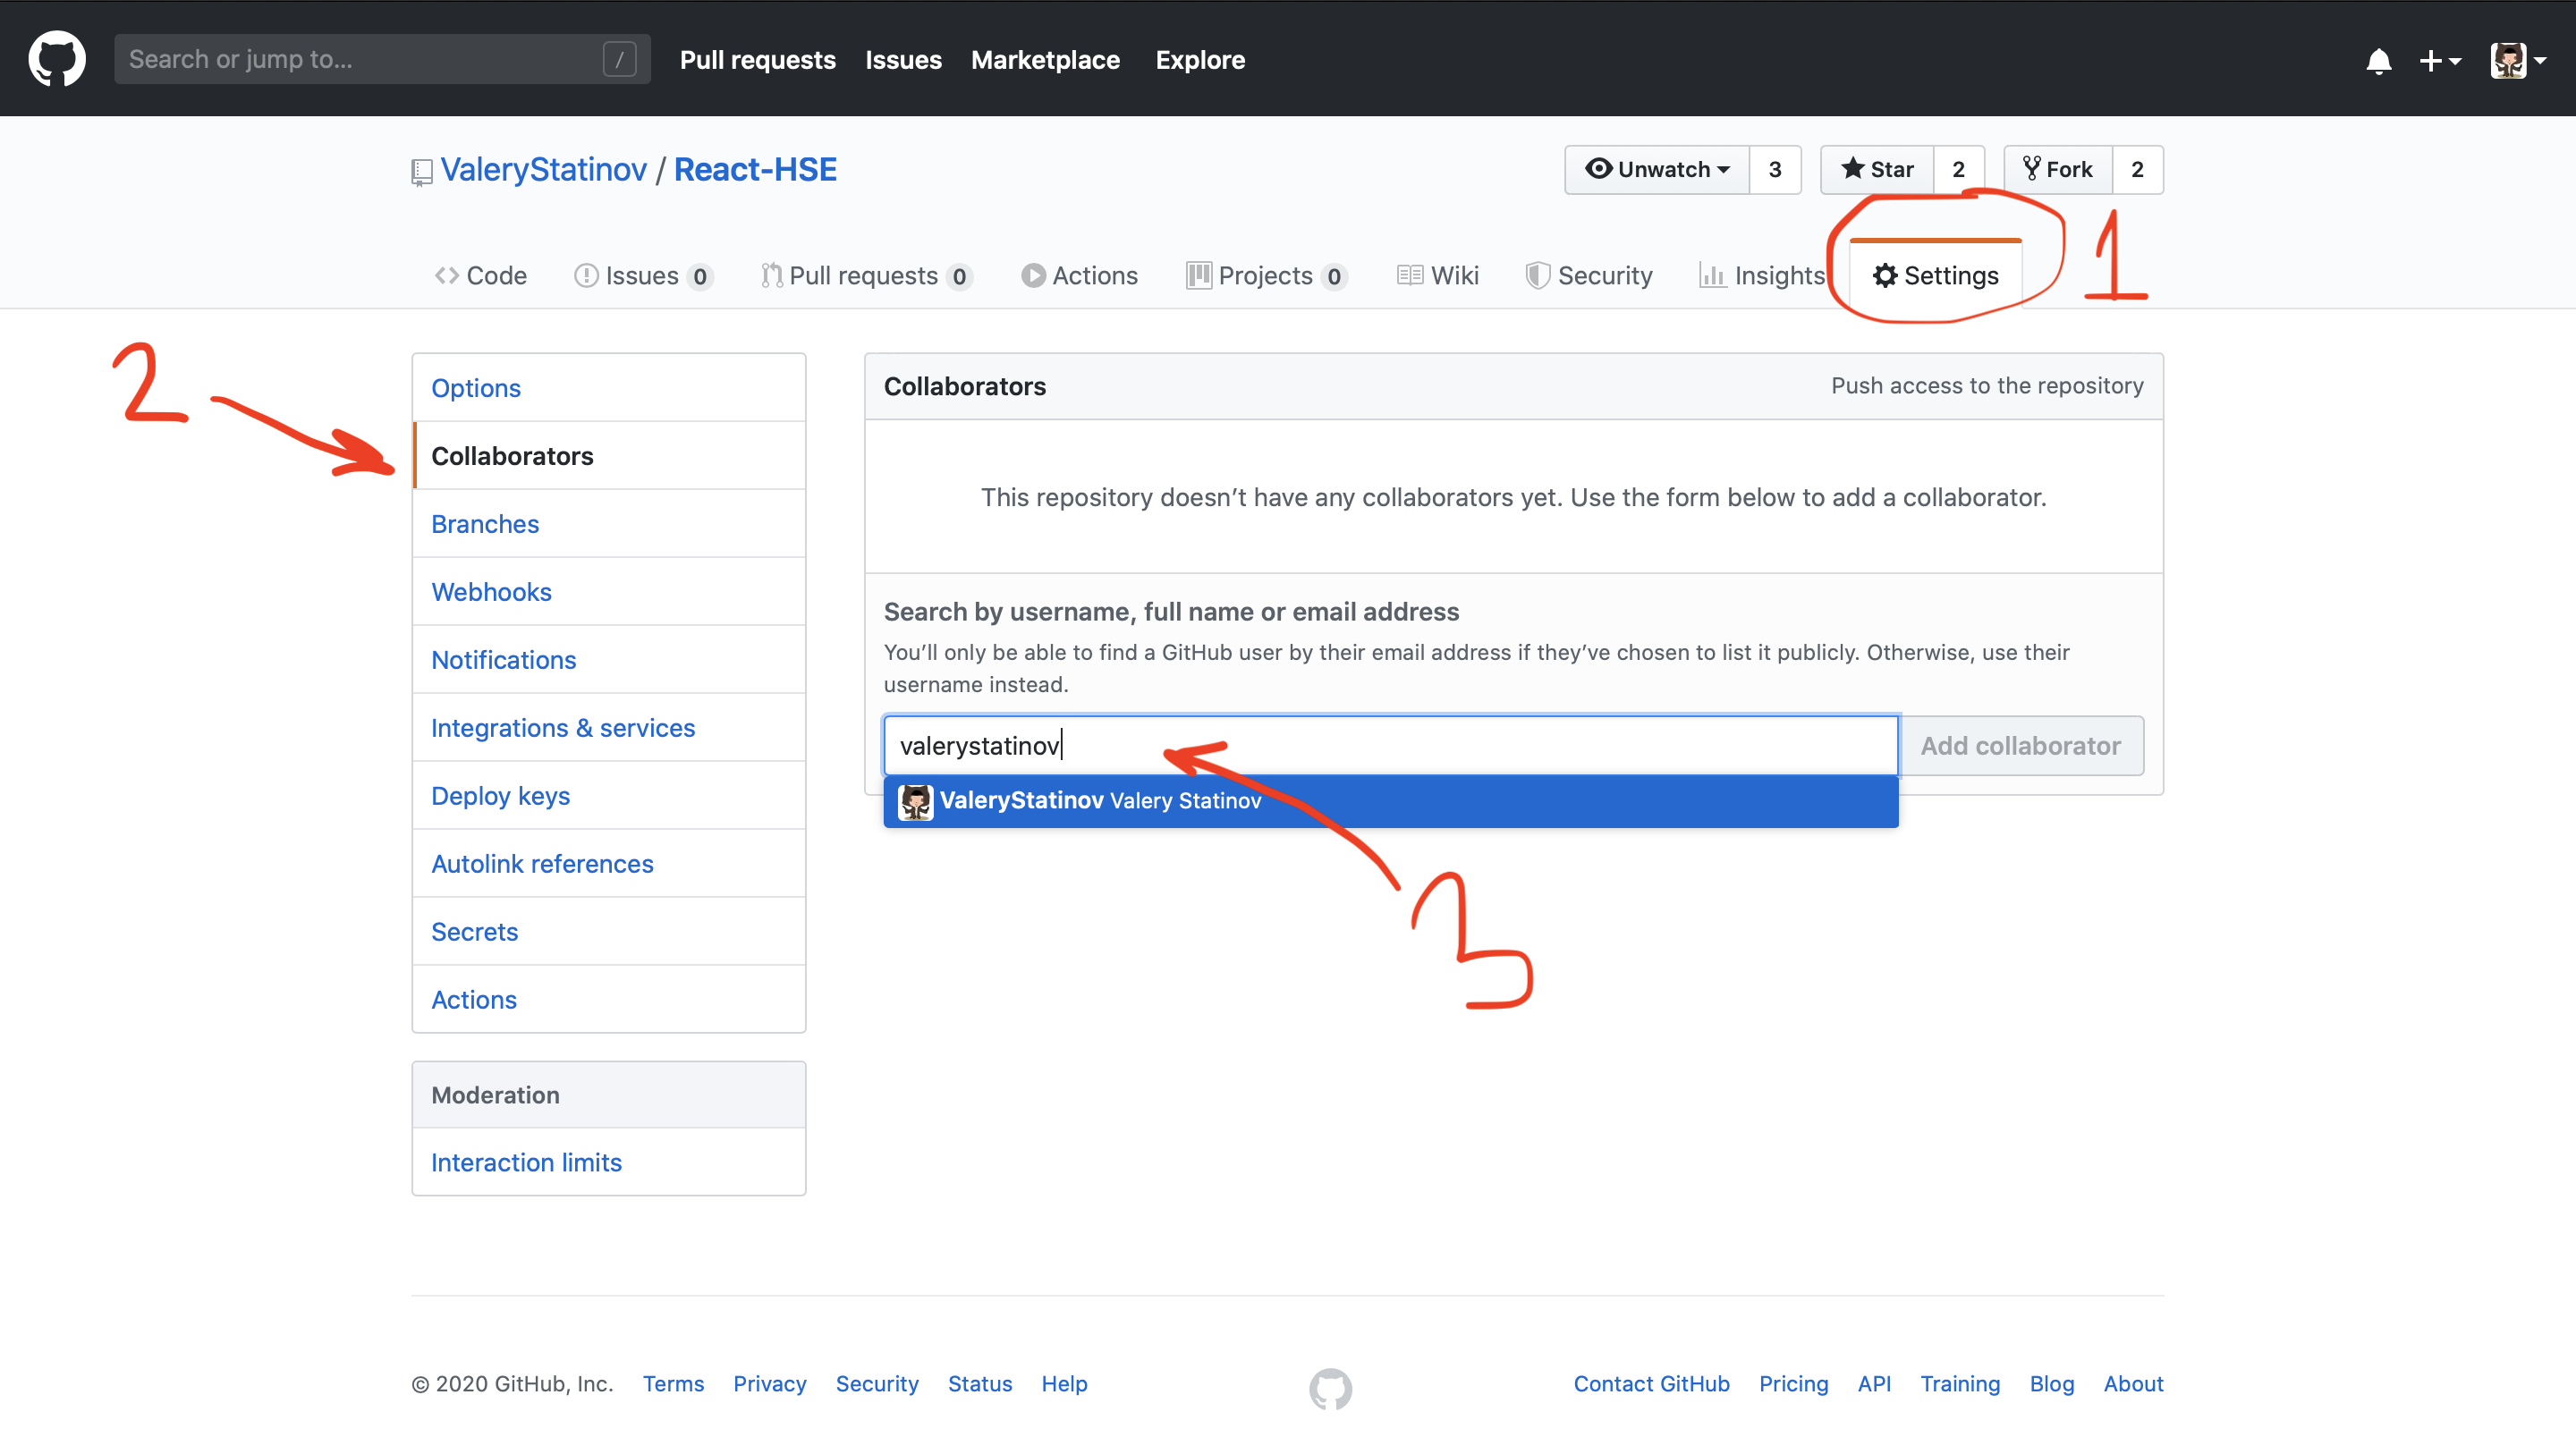 Search or jump to... / Pull requests Issues Marketplace Explore
ValeryStatinov / React-HSE Unwatch 3 Star 2 Fork 2
Code Issues 0 Pull requests 0 Actions Projects 0 Wiki Security Insights Settings 1
2
Options
Collaborators
Branches
Webhooks
Notifications
Integrations & services
Deploy keys
Autolink references
Secrets
Actions
Moderation
Interaction limits
Collaborators Push access to the repository
This repository doesn’t have any collaborators yet. Use the form below to add a collaborator.
Search by username, full name or email address
You’ll only be able to find a GitHub user by their email address if they’ve chosen to list it publicly. Otherwise, use their
username instead.
valerystatinov Add collaborator
ValeryStatinov Valery Statinov
3
© 2020 GitHub, Inc. Terms Privacy Security Status Help Contact GitHub Pricing API Training Blog About